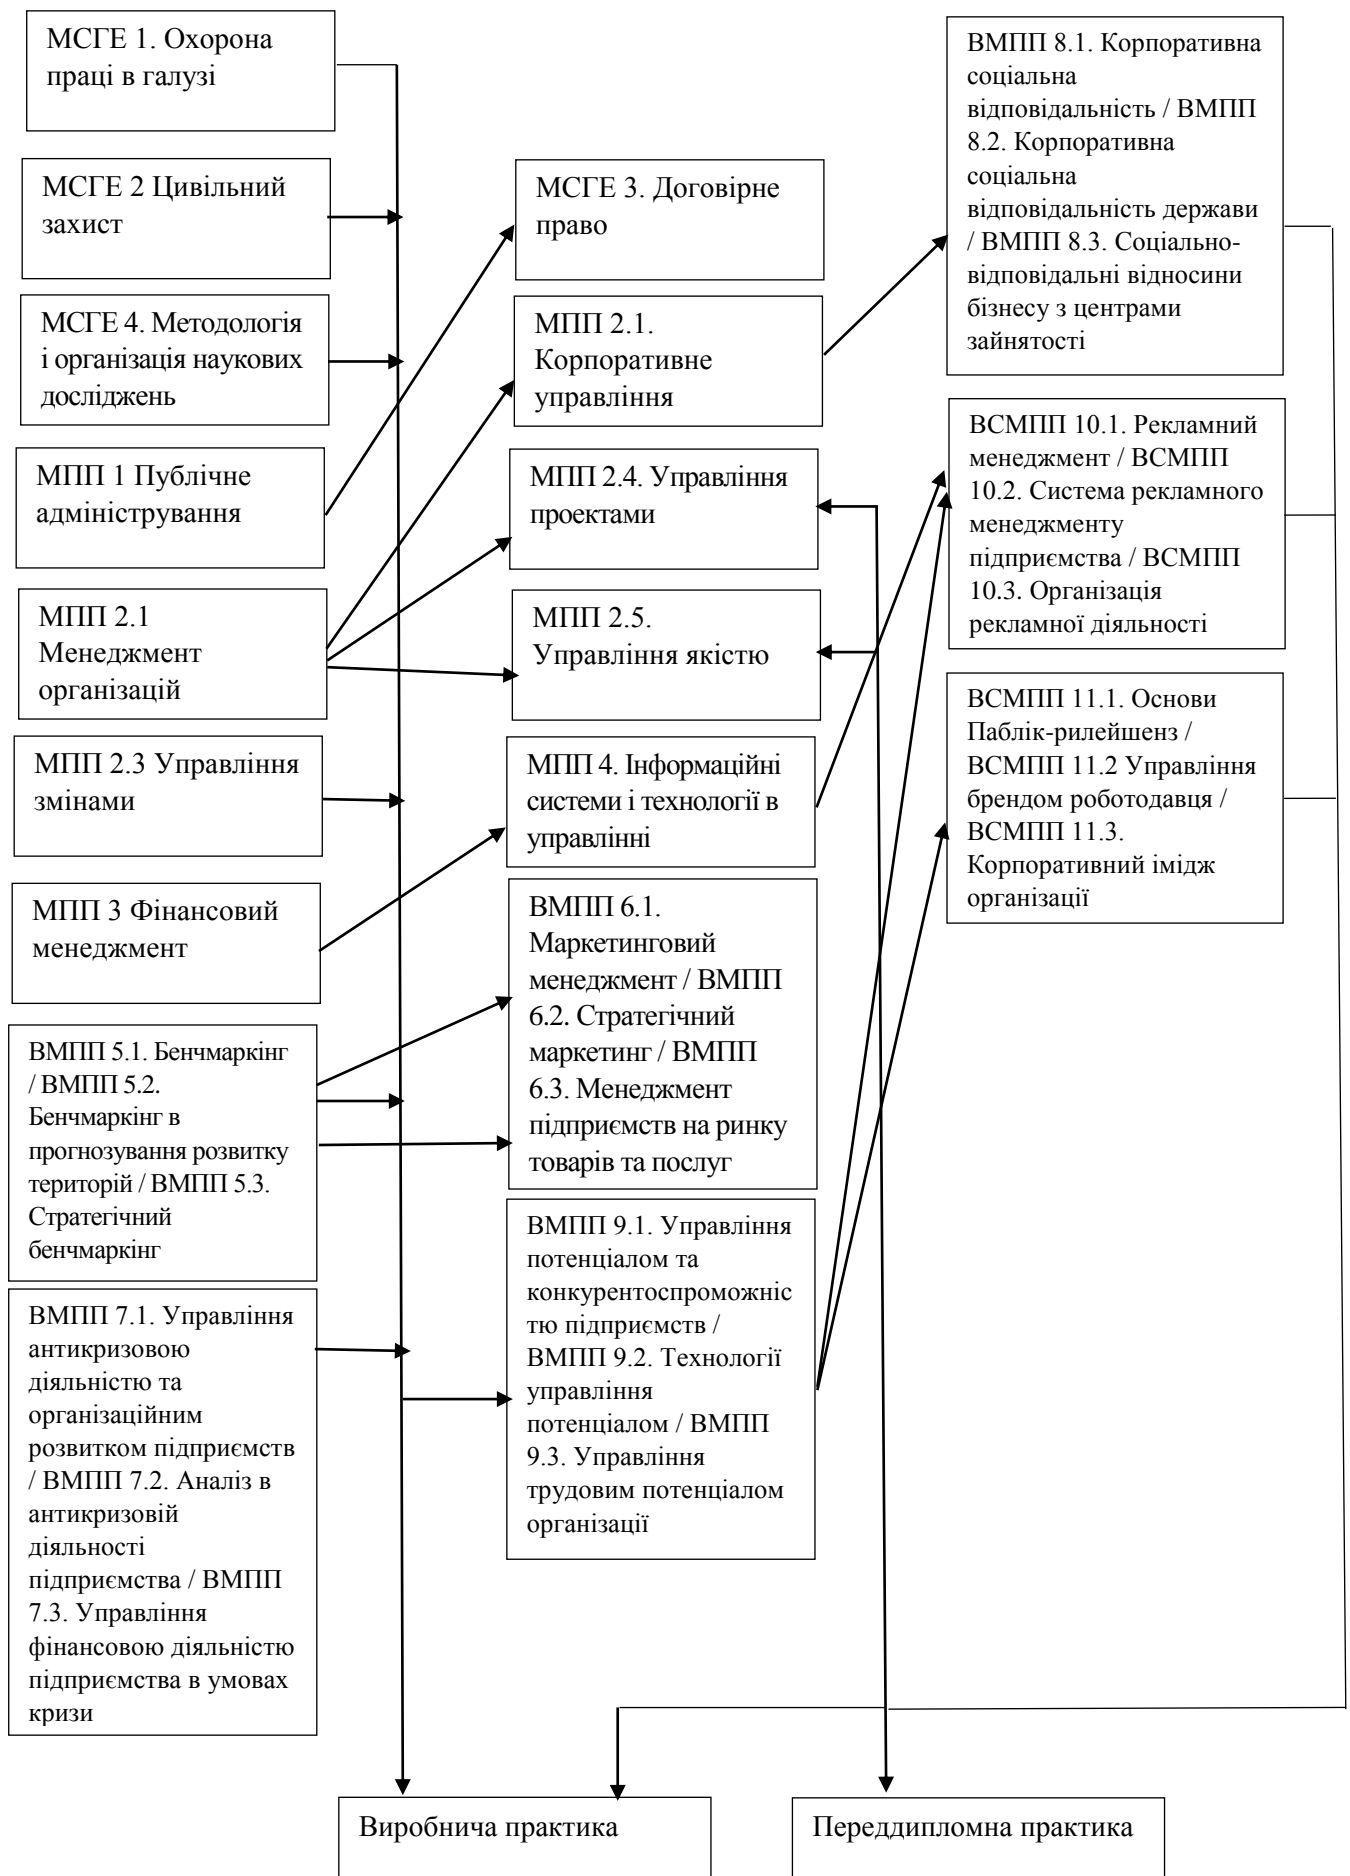 МСГЕ 1. Охорона
праці в галузі
МСГЕ 2 Цивільний
захист
МСГЕ 4. Методологія
і організація наукових
досліджень
МПП 1 Публічне
адміністрування
МПП 2.1
Менеджмент
організацій
МПП 2.3 Управління
змінами
МПП 3 Фінансовий
менеджмент
ВМПП 5.1. Бенчмаркінг
/ ВМПП 5.2.
Бенчмаркінг в
прогнозування розвитку
територій / ВМПП 5.3.
Стратегічний
бенчмаркінг
ВМПП 7.1. Управління
антикризовою
діяльністю та
організаційним
розвитком підприємств
/ ВМПП 7.2. Аналіз в
антикризовій
діяльності
підприємства / ВМПП
7.3. Управління
фінансовою діяльністю
підприємства в умовах
кризи
МСГЕ 3. Договірне
право
МПП 2.1.
Корпоративне
управління
МПП 2.4. Управління
проектами
МПП 2.5.
Управління якістю
МПП 4. Інформаційні
системи і технології в
управлінні
ВМПП 6.1.
Маркетинговий
менеджмент / ВМПП
6.2. Стратегічний
маркетинг / ВМПП
6.3. Менеджмент
підприємств на ринку
товарів та послуг
ВМПП 9.1. Управління
потенціалом та
конкурентоспроможніс
тю підприємств /
ВМПП 9.2. Технології
управління
потенціалом / ВМПП
9.3. Управління
трудовим потенціалом
організації
ВМПП 8.1. Корпоративна
соціальна
відповідальність / ВМПП
8.2. Корпоративна
соціальна
відповідальність держави
/ ВМПП 8.3. Соціально-
відповідальні відносини
бізнесу з центрами
зайнятості
ВСМПП 10.1. Рекламний
менеджмент / ВСМПП
10.2. Система рекламного
менеджменту
підприємства / ВСМПП
10.3. Організація
рекламної діяльності
ВСМПП 11.1. Основи
Паблік-рилейшенз /
ВСМПП 11.2 Управління
брендом роботодавця /
ВСМПП 11.3.
Корпоративний імідж
організації
Виробнича практика
Переддипломна практика